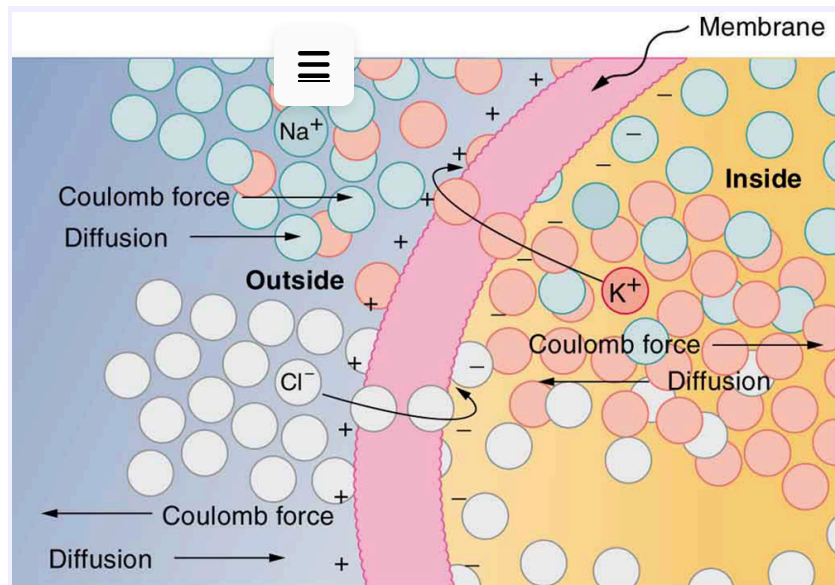 Membrane
Na⁺
Inside
Coulomb force
Diffusion
Outside
K⁺
Coulomb force
Diffusion
Cl⁻
Coulomb force
Diffusion